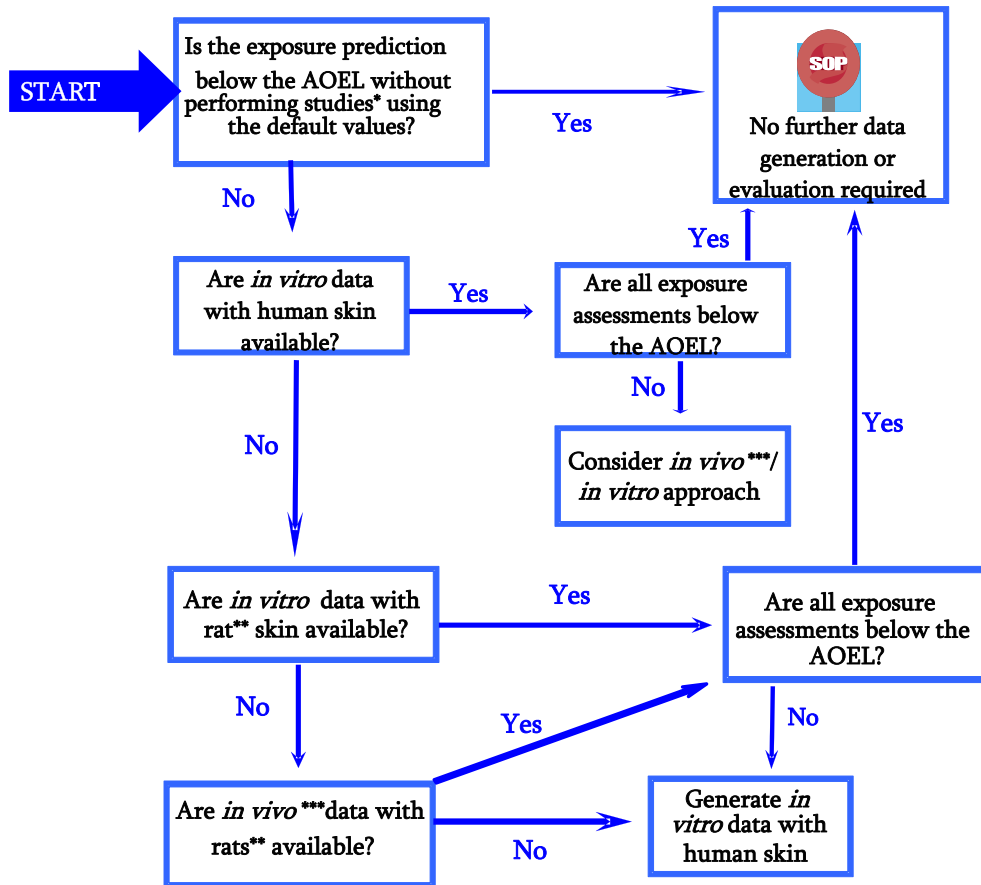 START
Is the exposure prediction
below the AOEL without
performing studies* using
the default values?
Yes
SOP
No further data
generation or
evaluation required
No
Are in vitro data
with human skin
available?
Yes
Are all exposure
assessments below
the AOEL?
Yes
No
Consider in vivo ***/
in vitro approach
No
Yes
Are in vitro data with
rat** skin available?
Yes
Are all exposure
assessments below the
AOEL?
No
Yes
No
Are in vivo ***data with
rats** available?
No
Generate in
vitro data with
human skin